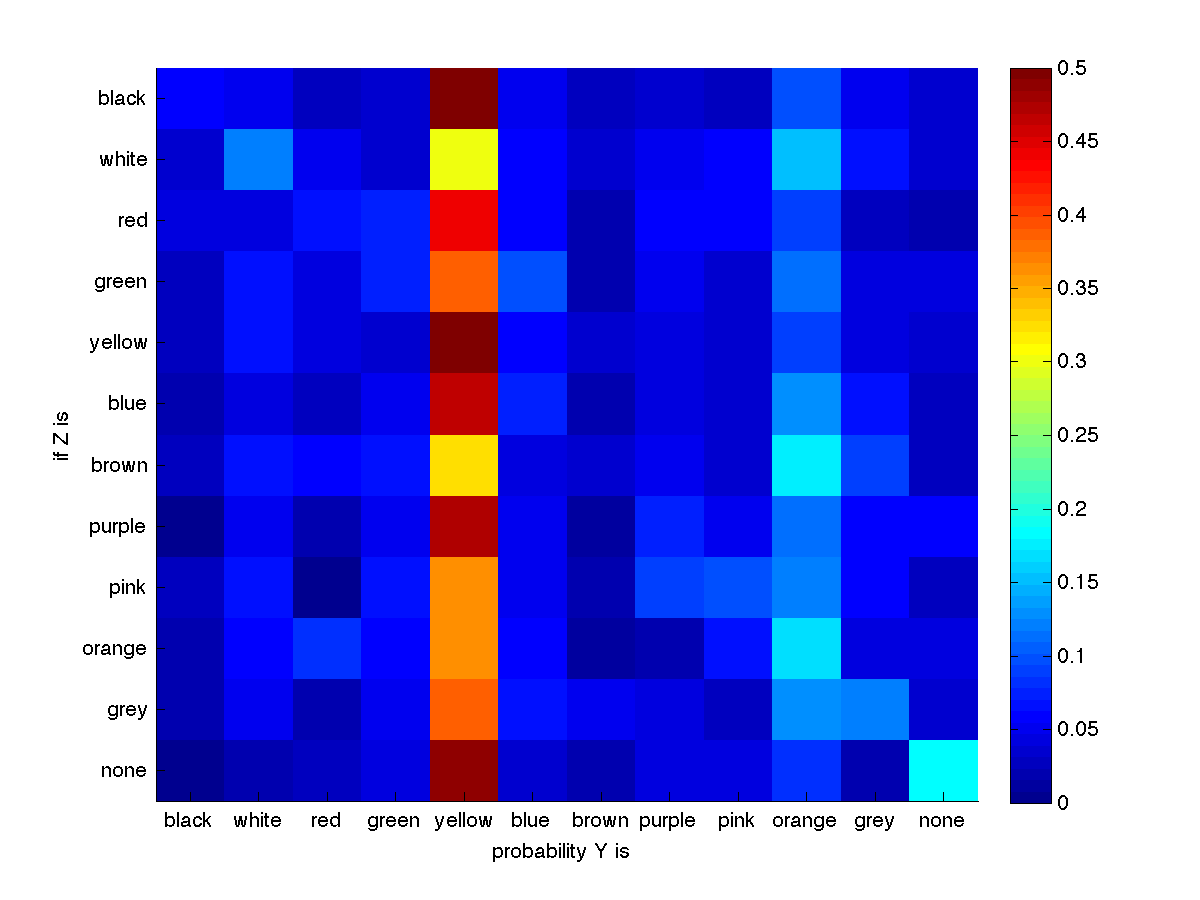 black
white
red
green
yellow
blue
brown
purple
pink
orange
grey
none
if Z is
black white red green yellow blue brown purple pink orange grey none
probability Y is
0.5
0.45
0.4
0.35
0.3
0.25
0.2
0.15
0.1
0.05
0